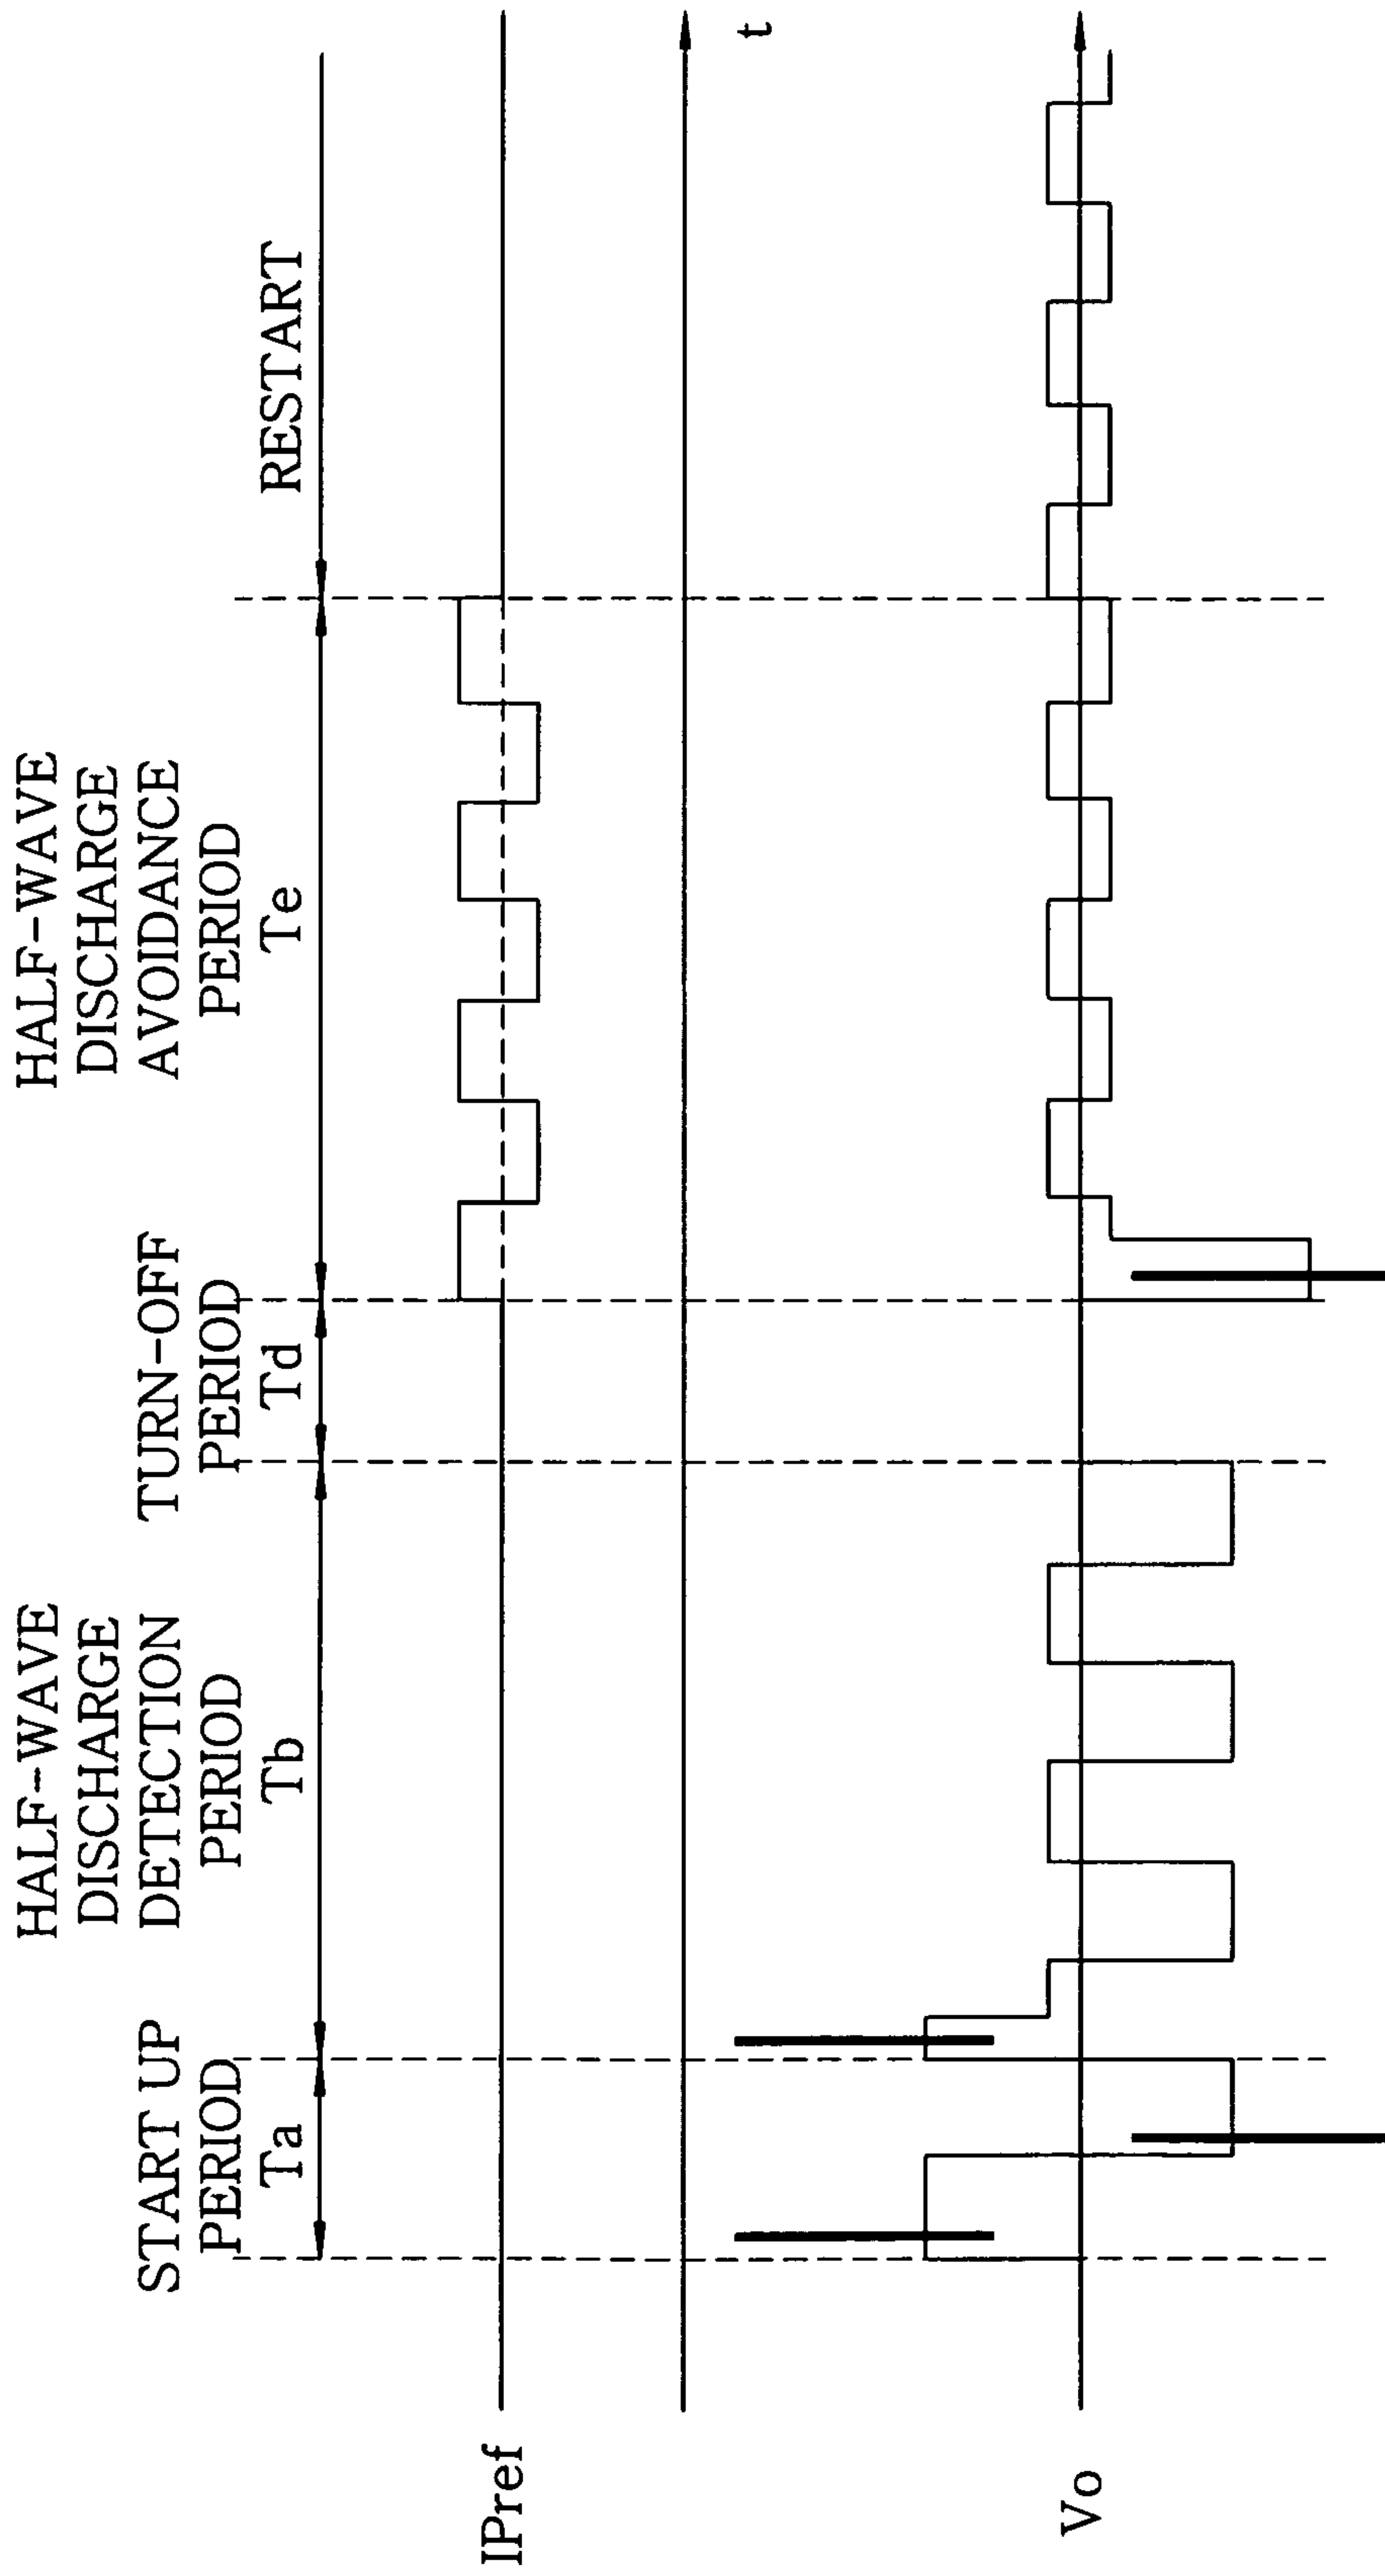 START UP
PERIOD
Ta
HALF-WAVE
DISCHARGE
DETECTION
PERIOD
Tb
TURN-OFF
PERIOD
Td
HALF-WAVE
DISCHARGE
AVOIDANCE
PERIOD
Te
RESTART
IPref
t
Vo